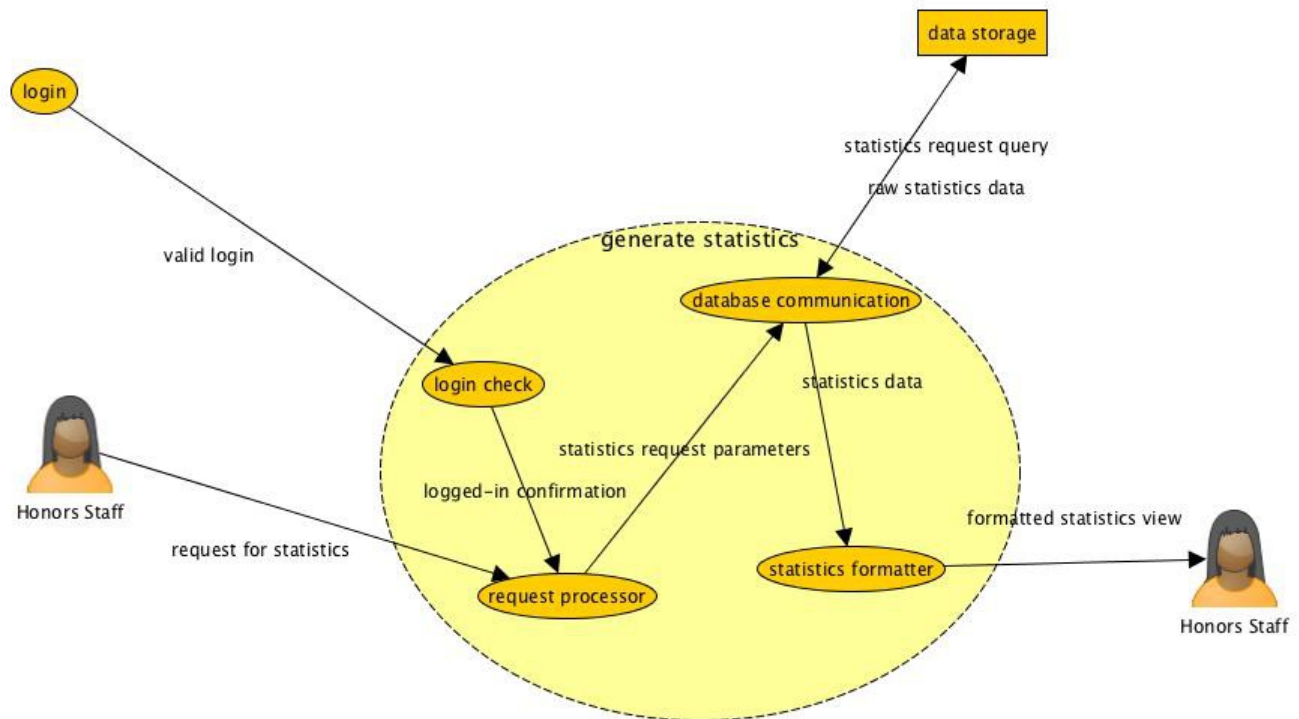 data storage
login
statistics request query
raw statistics data
generate statistics
valid login
database communication
login check
statistics data
statistics request parameters
logged-in confirmation
Honors Staff
request for statistics
formatted statistics view
statistics formatter
request processor
Honors Staff